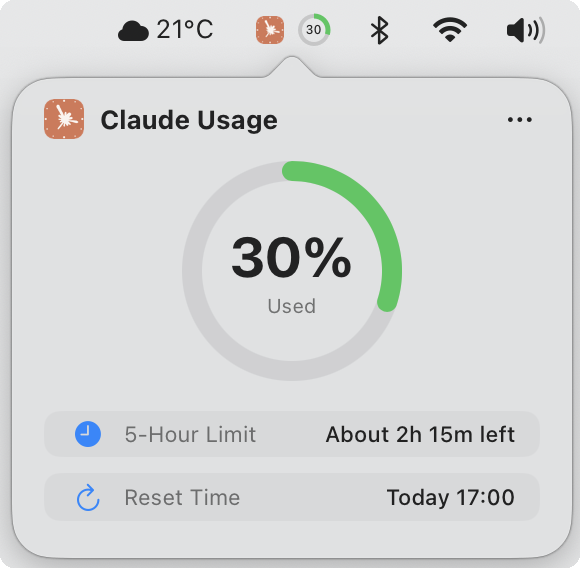 21°C
30
Claude Usage
30%
Used
5-Hour Limit About 2h 15m left
Reset Time Today 17:00